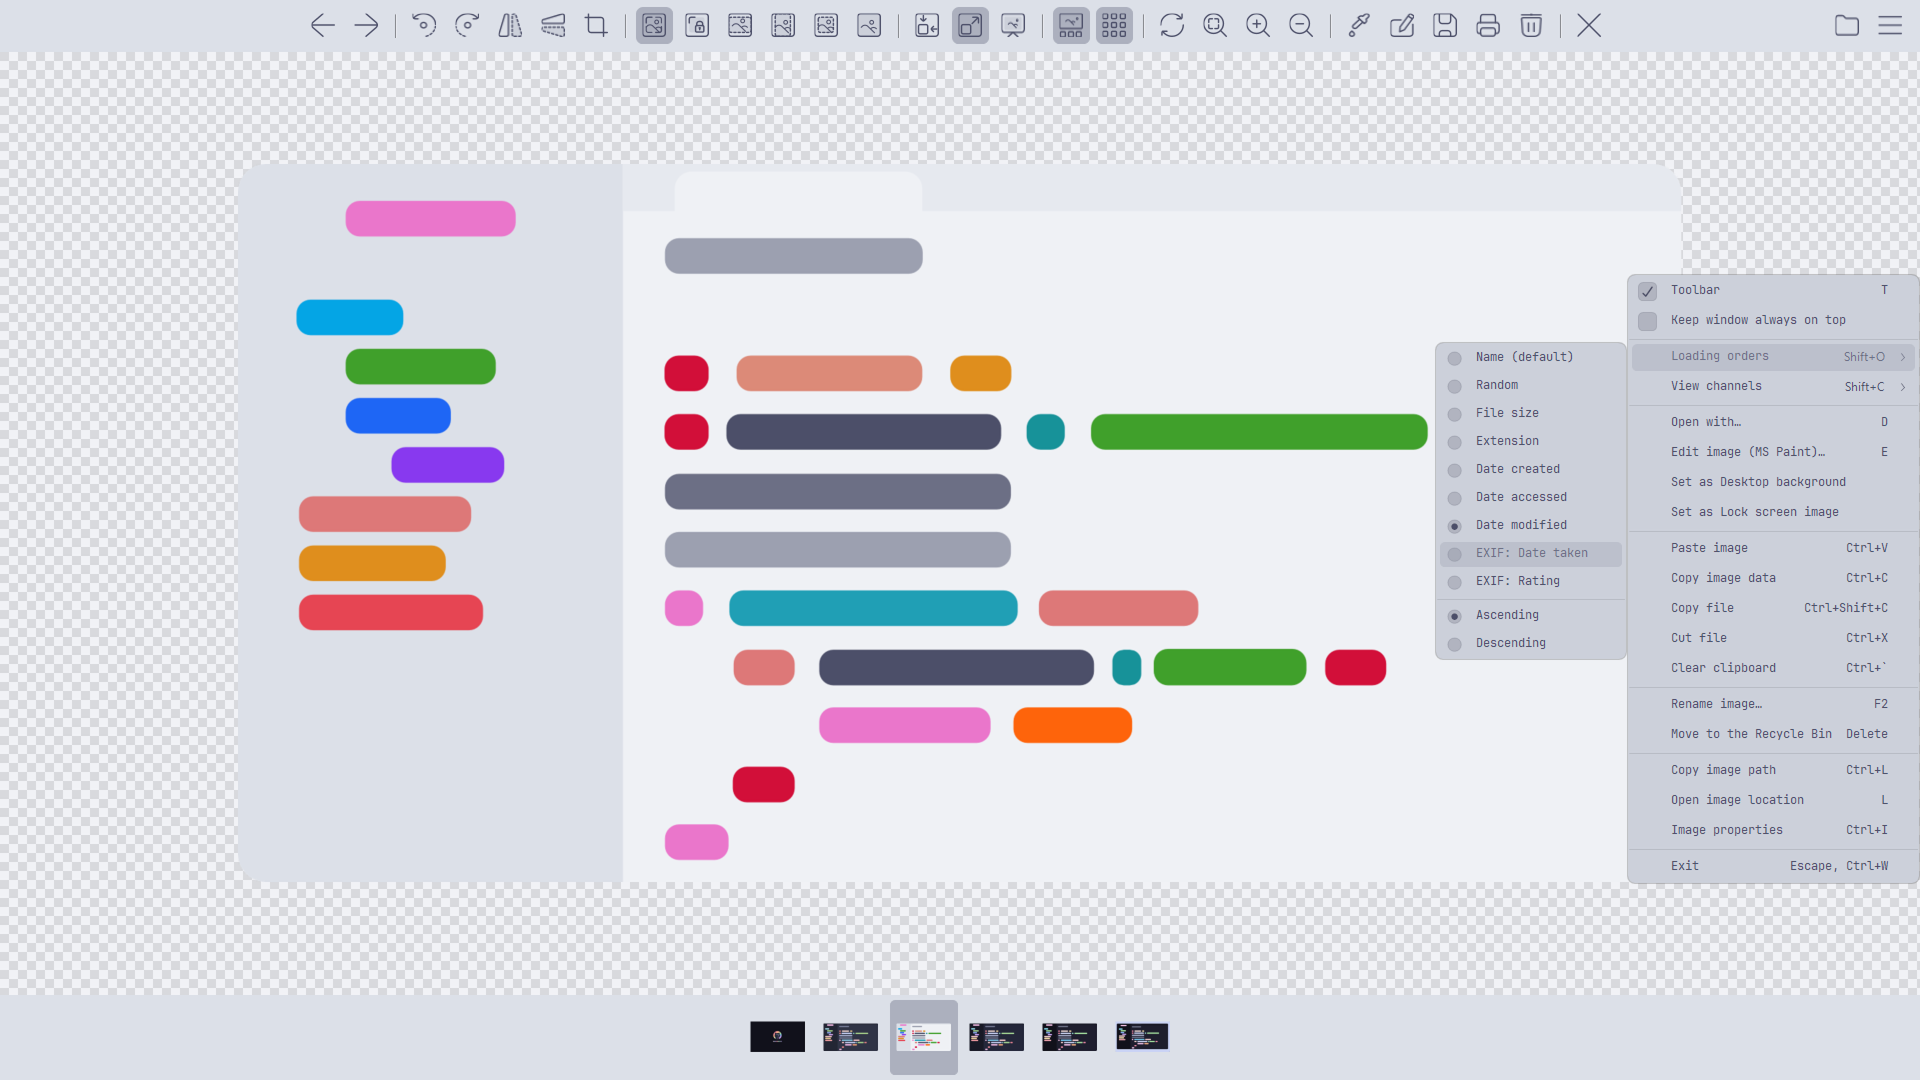 Toolbar T
Keep window always on top
Loading orders Shift+O
View channels Shift+C
Open with… D
Edit image (MS Paint)… E
Set as Desktop background
Set as Lock screen image
Paste image Ctrl+V
Copy image data Ctrl+C
Copy file Ctrl+Shift+C
Cut file Ctrl+X
Clear clipboard Ctrl+`
Rename image… F2
Move to the Recycle Bin Delete
Copy image path Ctrl+L
Open image location L
Image properties Ctrl+I
Exit Escape, Ctrl+W
Name (default)
Random
File size
Extension
Date created
Date accessed
Date modified
EXIF: Date taken
EXIF: Rating
Ascending
Descending